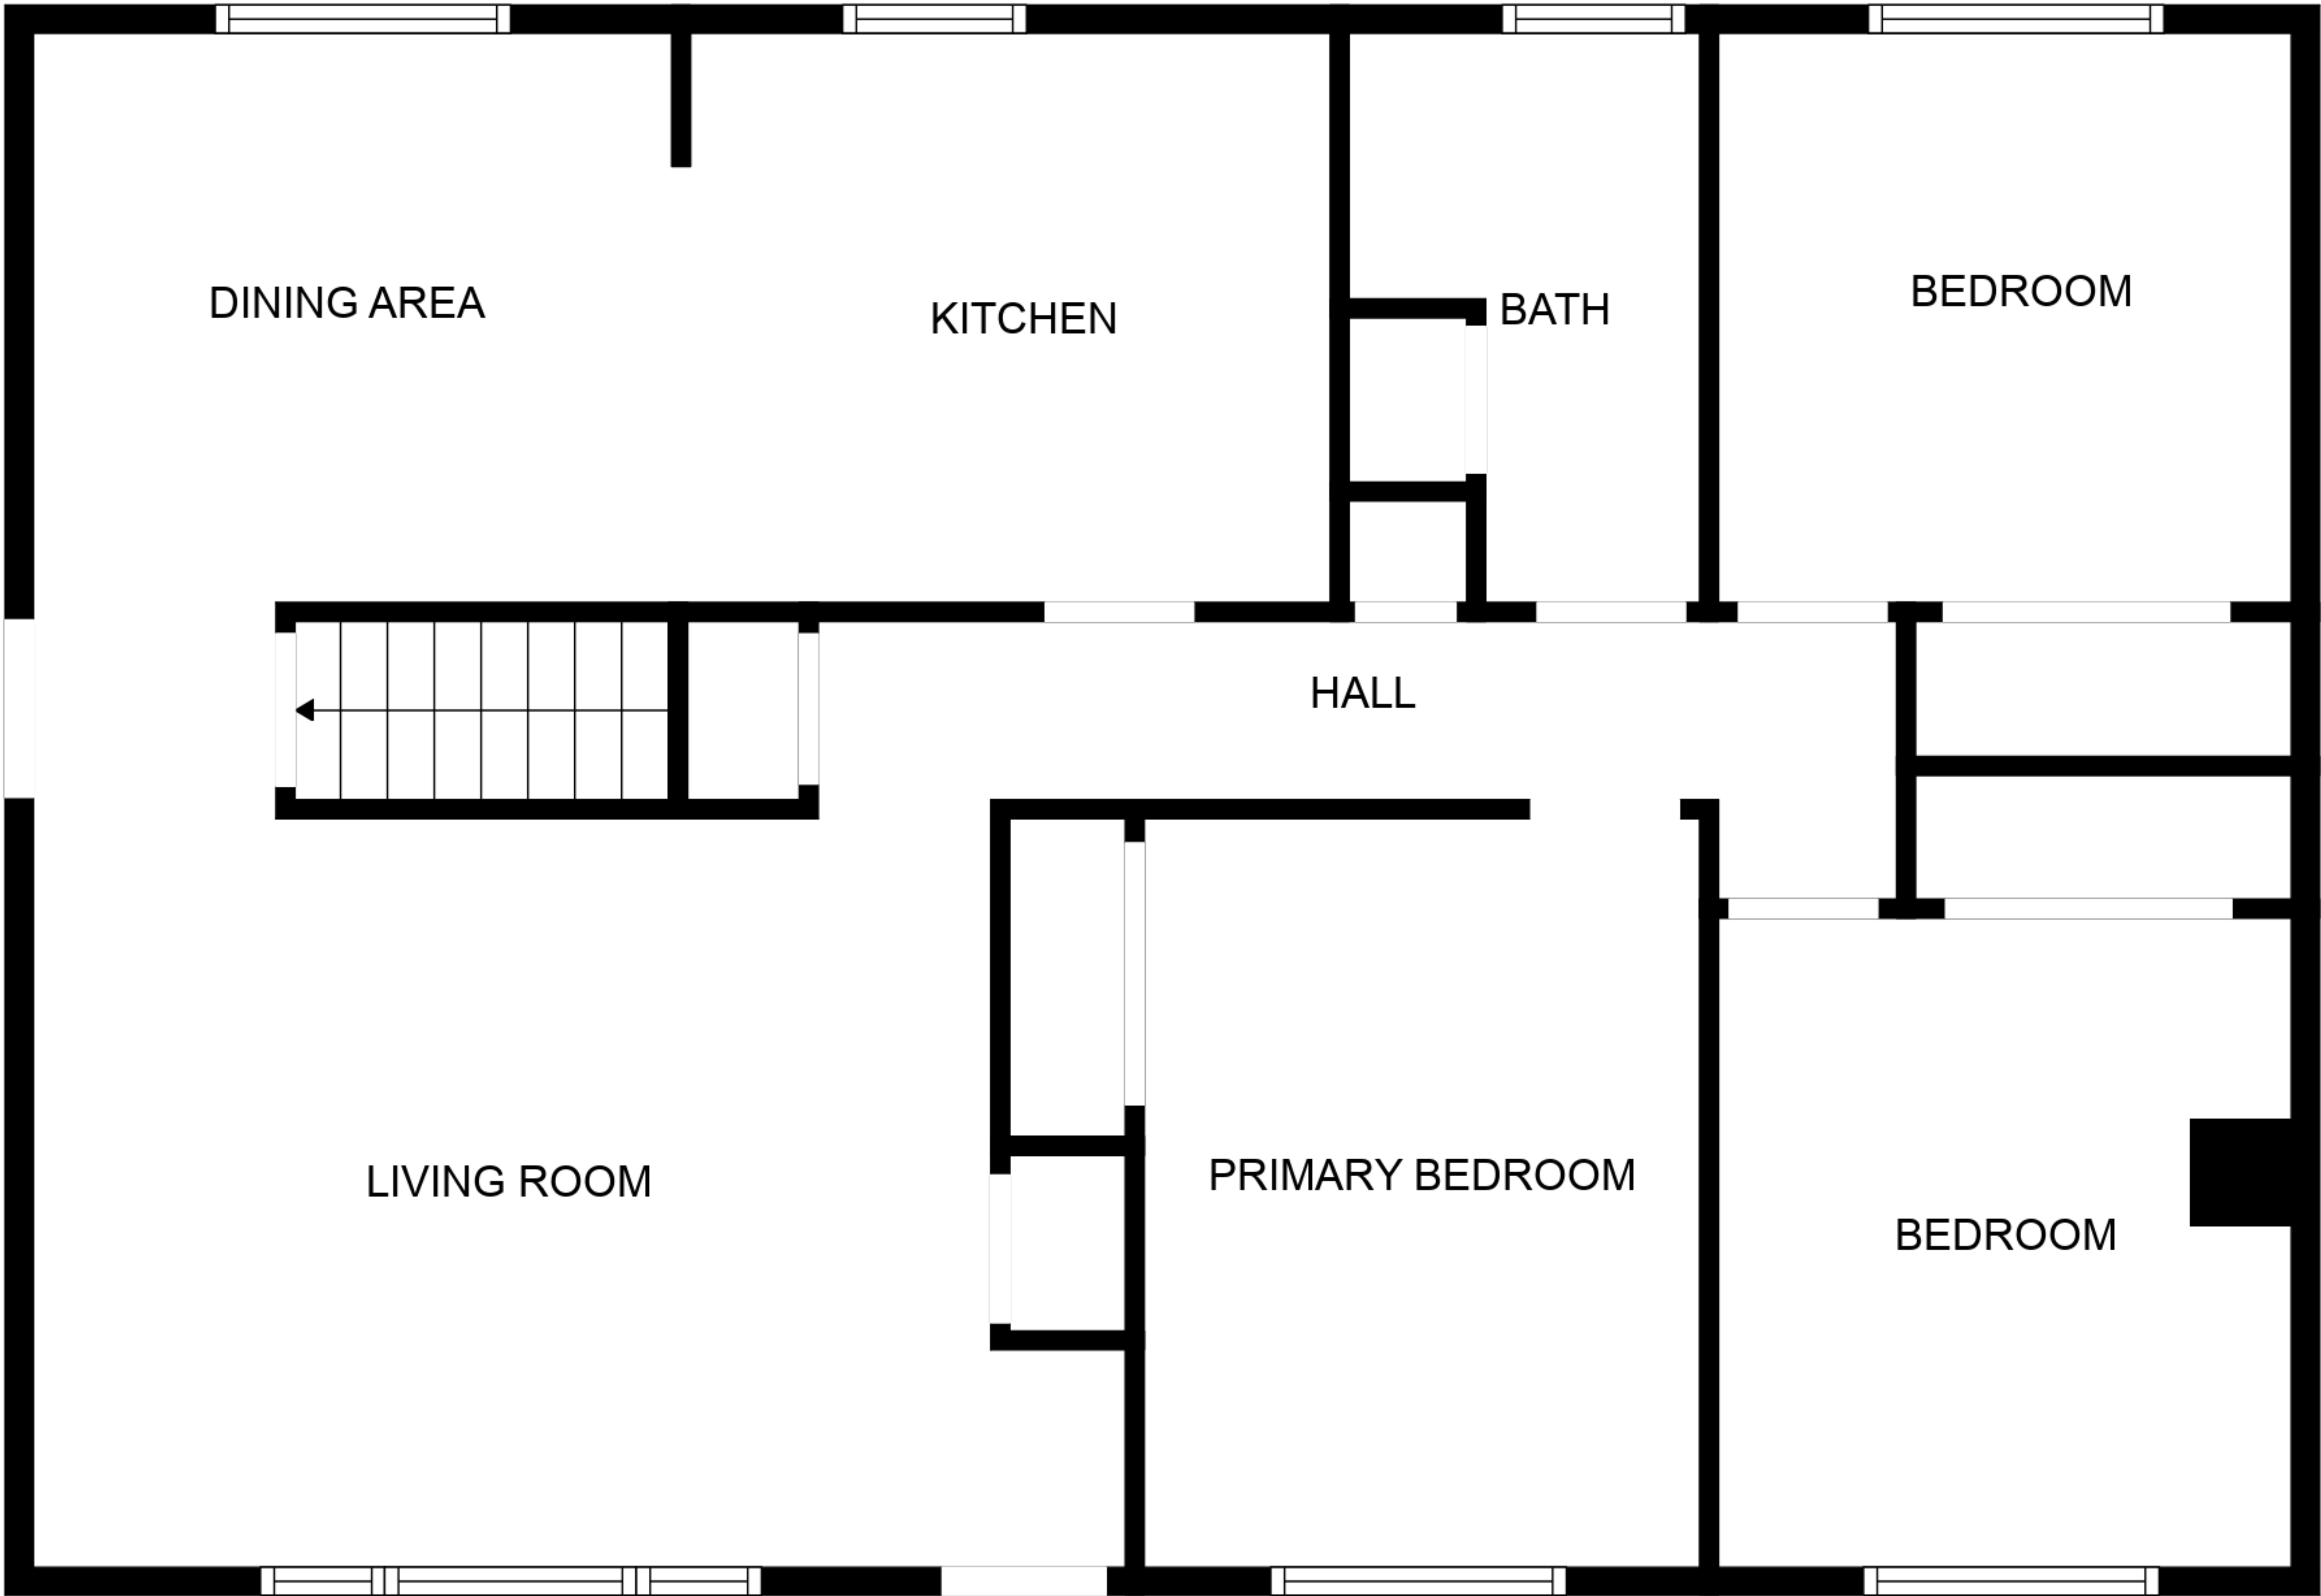 DINING AREA
KITCHEN
BATH
BEDROOM
HALL
LIVING ROOM
PRIMARY BEDROOM
BEDROOM